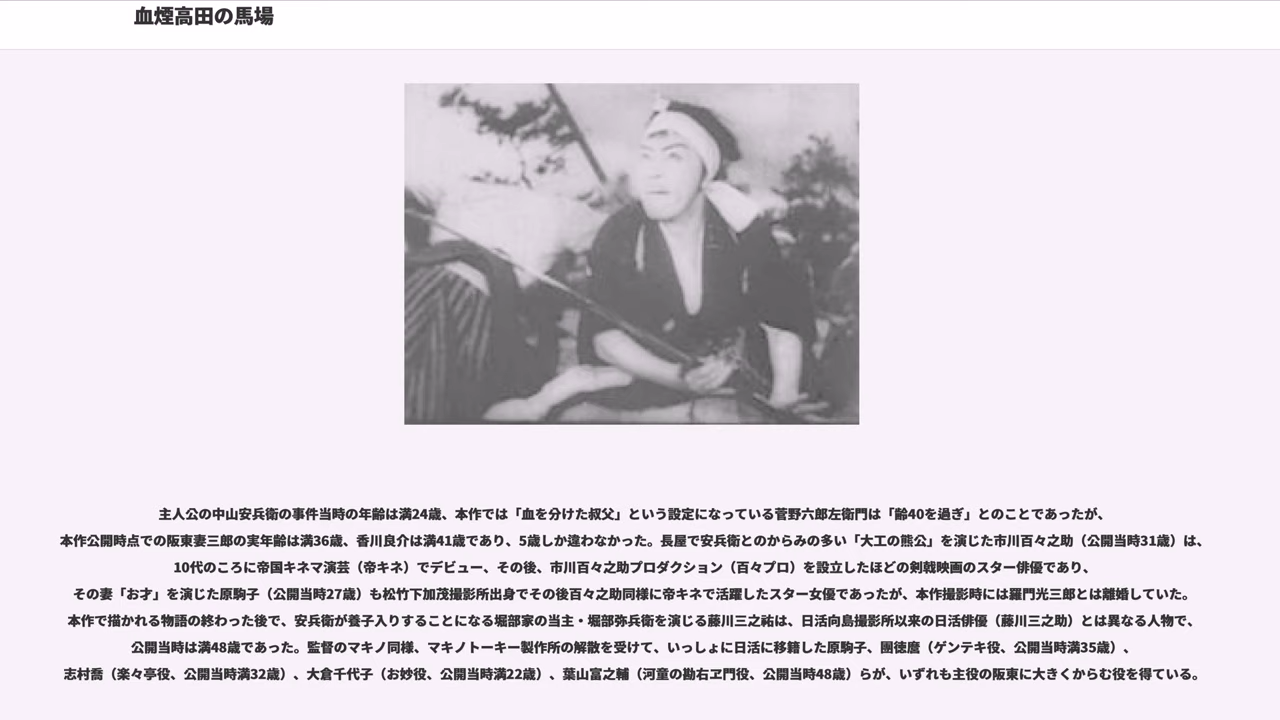 血煙高田の馬場
主人公の中山安兵衛の事件当時の年齢は満24歳、本作では「血を分けた叔父」という設定になっている菅野六郎左衛門は「齢40を過ぎ」とのことであったが、
本作公開時点での阪東妻三郎の実年齢は満36歳、香川良介は満41歳であり、5歳しか違わなかった。長屋で安兵衛とのからみの多い「大工の熊公」を演じた市川百々之助（公開当時31歳）は、
10代のころに帝国キネマ演芸（帝キネ）でデビュー、その後、市川百々之助プロダクション（百々プロ）を設立したほどの剣戟映画のスター俳優であり、
その妻「お才」を演じた原駒子（公開当時27歳）も松竹下加茂撮影所出身でその後百々之助同様に帝キネで活躍したスター女優であったが、本作撮影時には羅門光三郎とは離婚していた。
本作で描かれる物語の終わった後で、安兵衛が養子入りすることになる堀部家の当主・堀部弥兵衛を演じる藤川三之祐は、日活向島撮影所以来の日活俳優（藤川三之助）とは異なる人物で、
公開当時は満48歳であった。監督のマキノ同様、マキノトーキー製作所の解散を受けて、いっしょに日活に移籍した原駒子、團徳麿（ゲンテキ役、公開当時満35歳）、
志村喬（楽々亭役、公開当時満32歳）、大倉千代子（お妙役、公開当時満22歳）、葉山富之輔（河童の勘右ヱ門役、公開当時48歳）らが、いずれも主役の阪東に大きくからむ役を得ている。